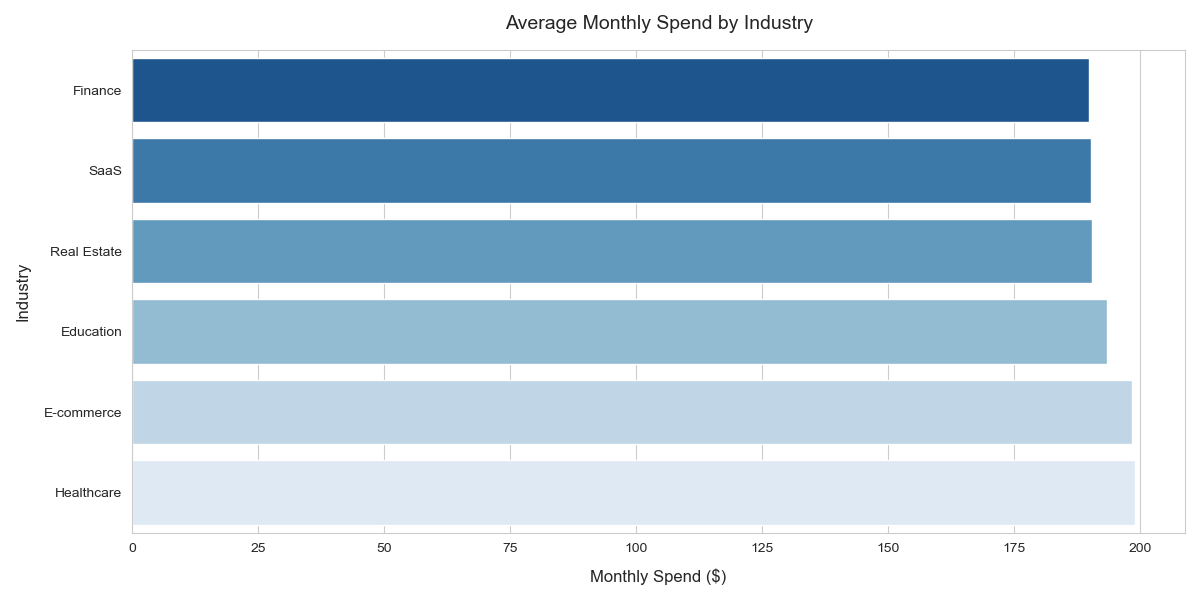 Average Monthly Spend by Industry
Finance
SaaS
Real Estate
Education
E-commerce
Healthcare
Industry
0 25 50 75 100 125 150 175 200
Monthly Spend ($)